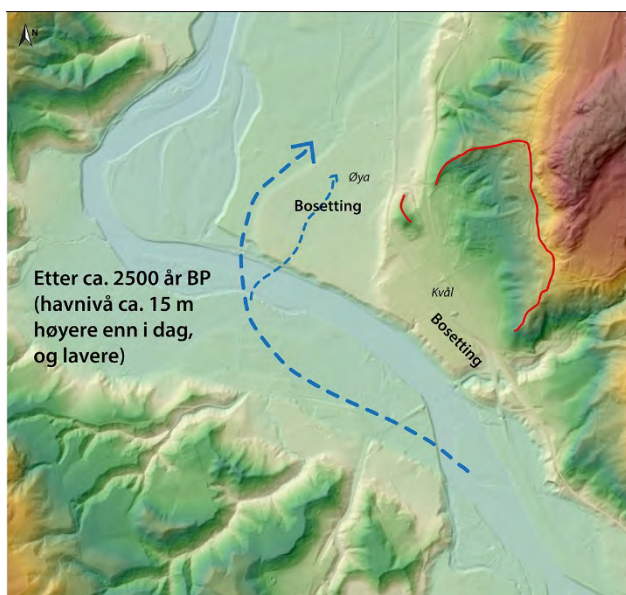 N
Øya
Bosetting
Etter ca. 2500 år BP
(havnivå ca. 15 m
høyere enn i dag,
og lavere)
Kvål
Bosetting